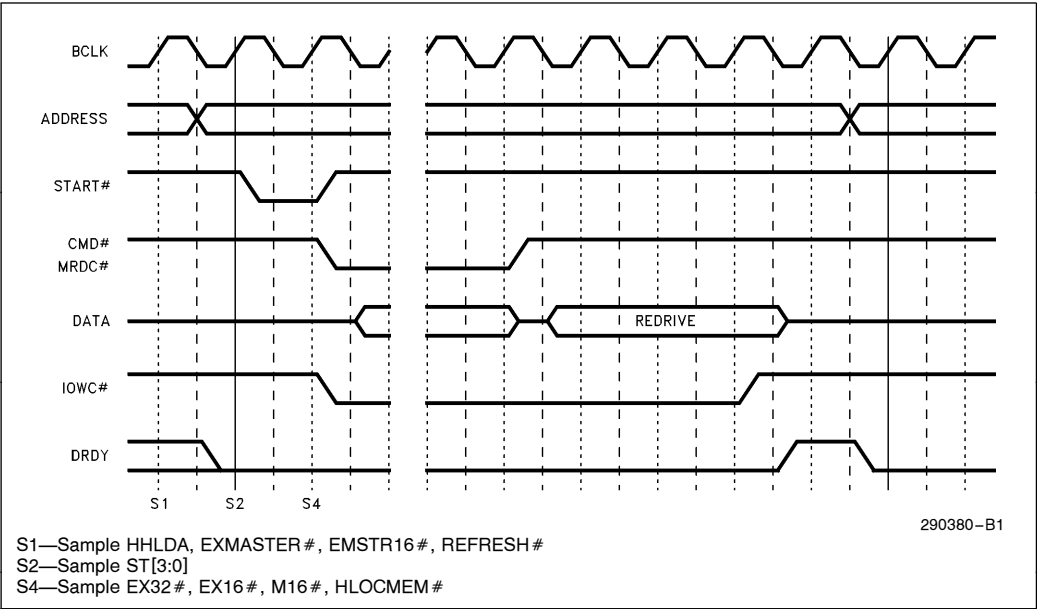 BCLK
ADDRESS
START#
CMD#
MRDC#
DATA
REDRIVE
IOWC#
DRDY
S1 S2 S4
290380–B1
S1—Sample HHLDA, EXMASTER#, EMSTR16#, REFRESH#
S2—Sample ST[3:0]
S4—Sample EX32#, EX16#, M16#, HLOCMEM#